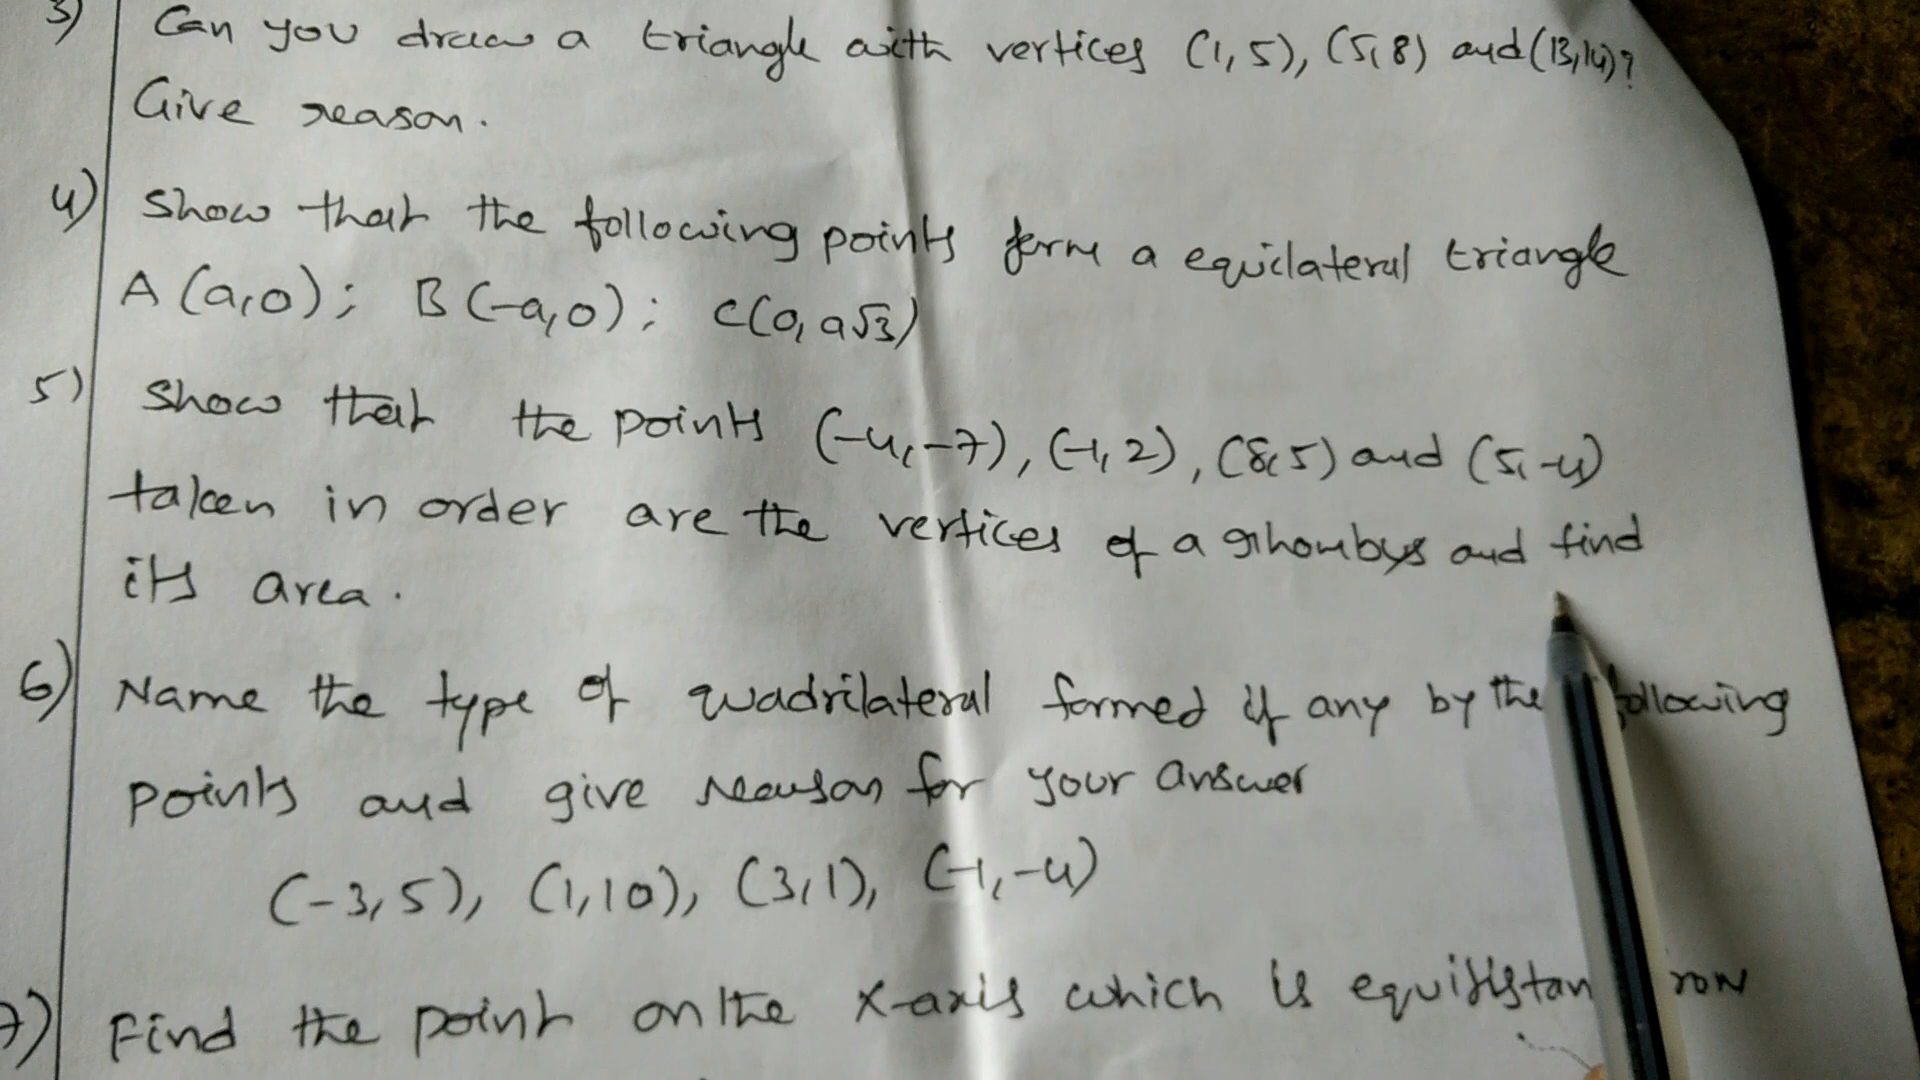 3) Can you draw a triangle with vertices (1,5), (5,8) and (13,14)?
Give reason.
4) Show that the following points form a equilateral triangle
A(a,0); B(-a,0); C(0, a√3)
5) Show that the points (-4,-7), (-1,2), (8,5) and (5,-4)
taken in order are the vertices of a rhombus and find
its area.
6) Name the type of quadrilateral formed if any by the following
points and give reason for your answer
(-3,5), (1,10), (3,1), (-1,-4)
7) Find the point on the x-axis which is